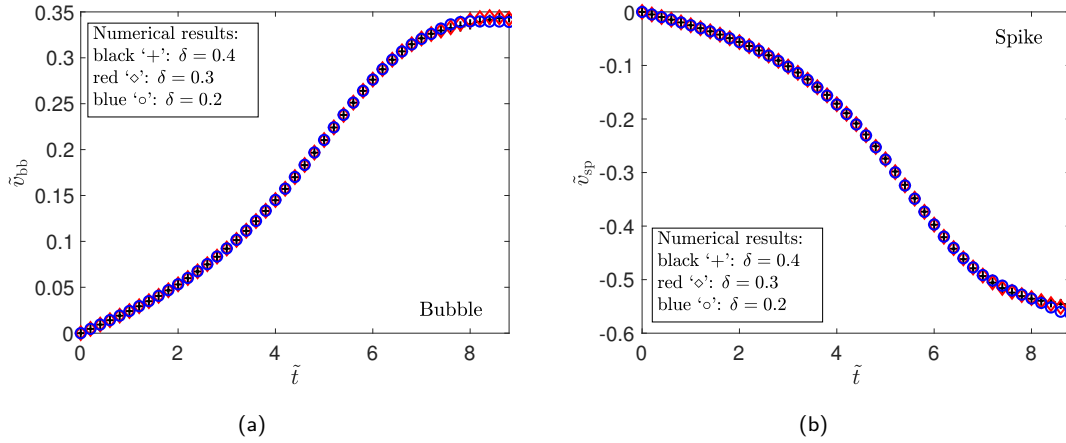 0.35
0.3
0.25
0.2
0.15
0.1
0.05
0
ṽ_bb
Numerical results:
black ‘+’: δ = 0.4
red ‘⋄’: δ = 0.3
blue ‘○’: δ = 0.2
Bubble
0 2 4 6 8
t̃
(a)
0
-0.1
-0.2
-0.3
-0.4
-0.5
-0.6
ṽ_sp
Spike
Numerical results:
black ‘+’: δ = 0.4
red ‘⋄’: δ = 0.3
blue ‘○’: δ = 0.2
0 2 4 6 8
t̃
(b)